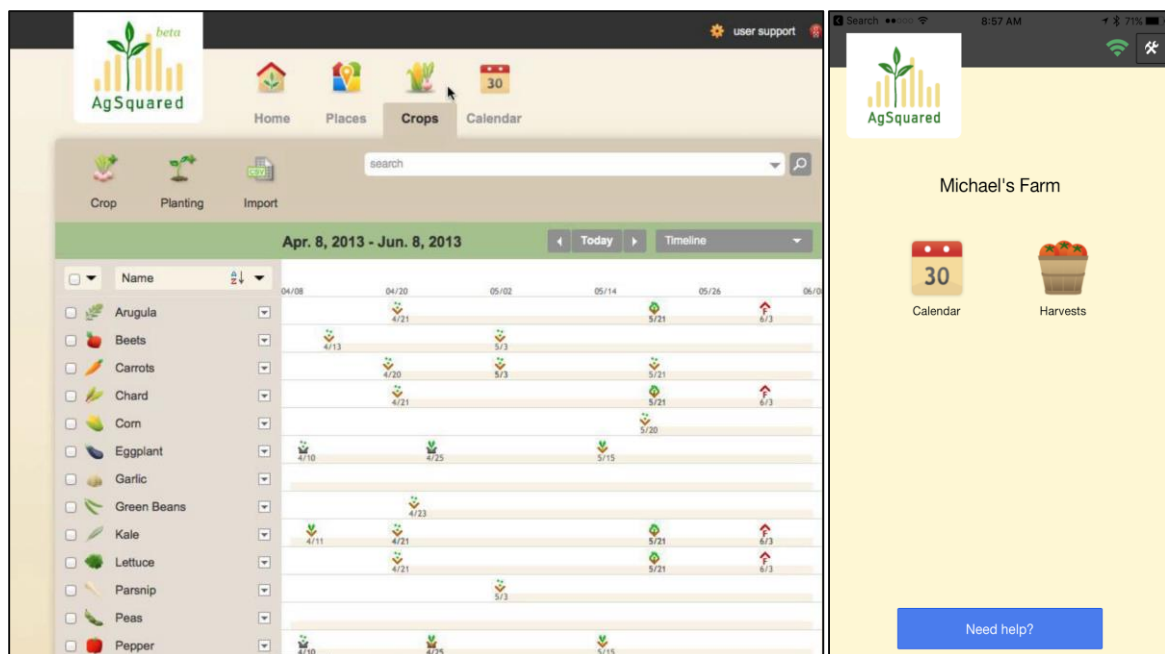 beta
AgSquared
user support
30
Home Places Crops Calendar
search
CSV
Crop Planting Import
Apr. 8, 2013 - Jun. 8, 2013 Today Timeline
Name A Z
04/08 04/20 05/02 05/14 05/26
Arugula 4/21 5/21 F 6/3
Beets 4/13 5/3
Carrots 4/20 5/3 5/21
Chard 4/21 5/21 F 6/3
Corn 5/20
Eggplant 4/10 4/25 5/15
Garlic
Green Beans 4/23
Kale 4/11 4/21 5/21 F 6/3
Lettuce 4/21 5/21 F 6/3
Parsnip 5/3
Peas
Pepper 4/10 4/25 5/15
Search 8:57 AM 71%
AgSquared
Michael's Farm
30
Calendar Harvests
Need help?